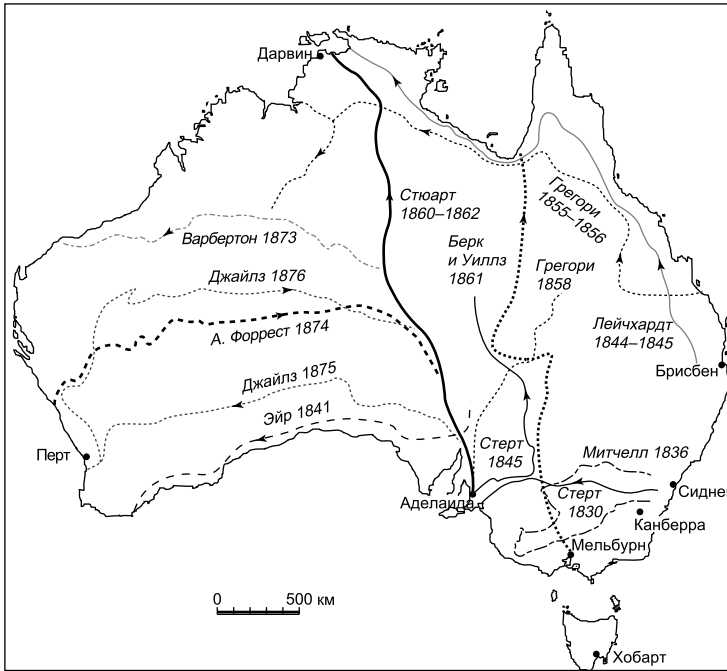 Дарвин
Стюарт
1860–1862
Грегори
1855–1856
Варбертон 1873
Берк
и Уиллз
1861
Грегори
1858
Джайлз 1876
А. Форрест 1874
Лейчхардт
1844–1845
Брисбен
Джайлз 1875
Эйр 1841
Перт
Стерт
1845
Митчелл 1836
Стерт
1830
Сидней
Аделаида
Канберра
Мельбурн
0 500 км
Хобарт